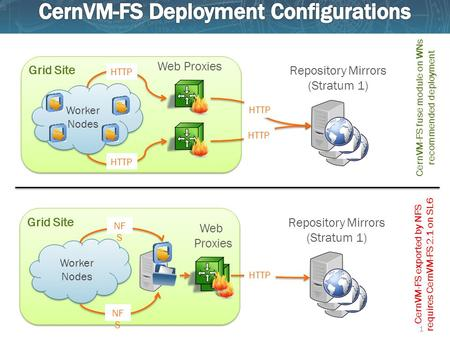 CernVM-FS Deployment Configurations
Grid Site
HTTP
Web Proxies
Worker
Nodes
HTTP
HTTP
HTTP
Repository Mirrors
(Stratum 1)
CernVM-FS fuse module on WNs
recommended deployment
Grid Site
NF
S
Web
Proxies
Worker
Nodes
NF
S
HTTP
Repository Mirrors
(Stratum 1)
CernVM-FS exported by NFS
requires CernVM-FS 2.1 on SL6